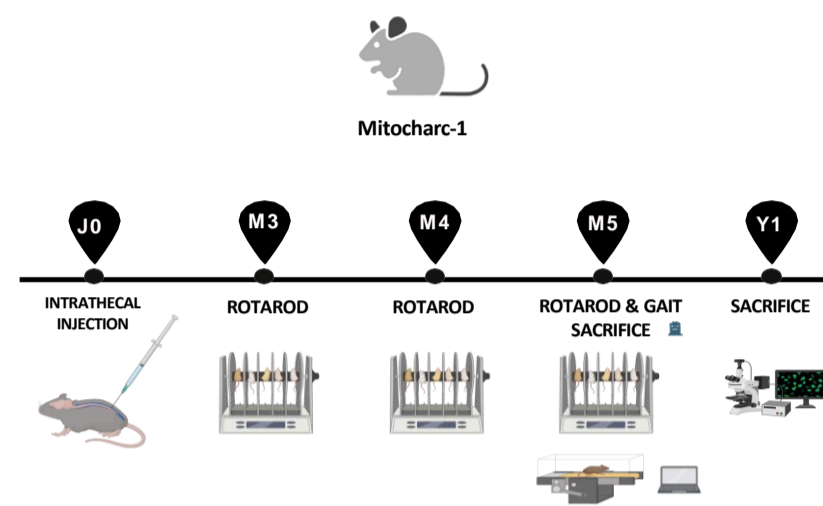 Mitocharc-1
J0
M3
M4
M5
Y1
INTRATHECAL
INJECTION
ROTAROD
ROTAROD
ROTAROD & GAIT
SACRIFICE
SACRIFICE